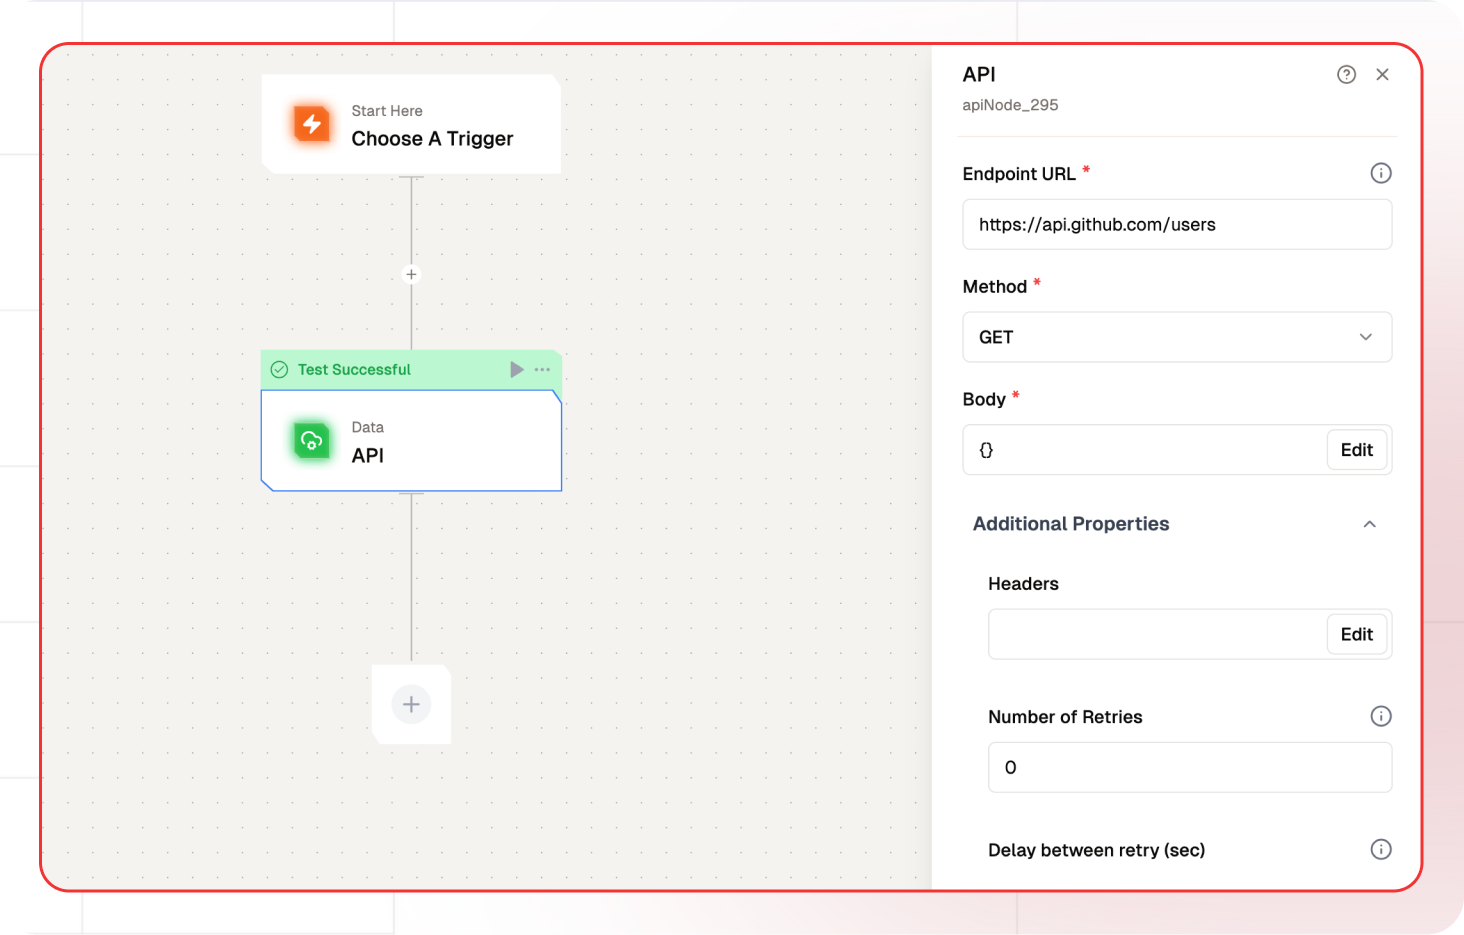 Start Here
Choose A Trigger
Test Successful
Data
API
API
apiNode_295
Endpoint URL *
https://api.github.com/users
Method *
GET
Body *
{}
Edit
Additional Properties
Headers
Edit
Number of Retries
0
Delay between retry (sec)